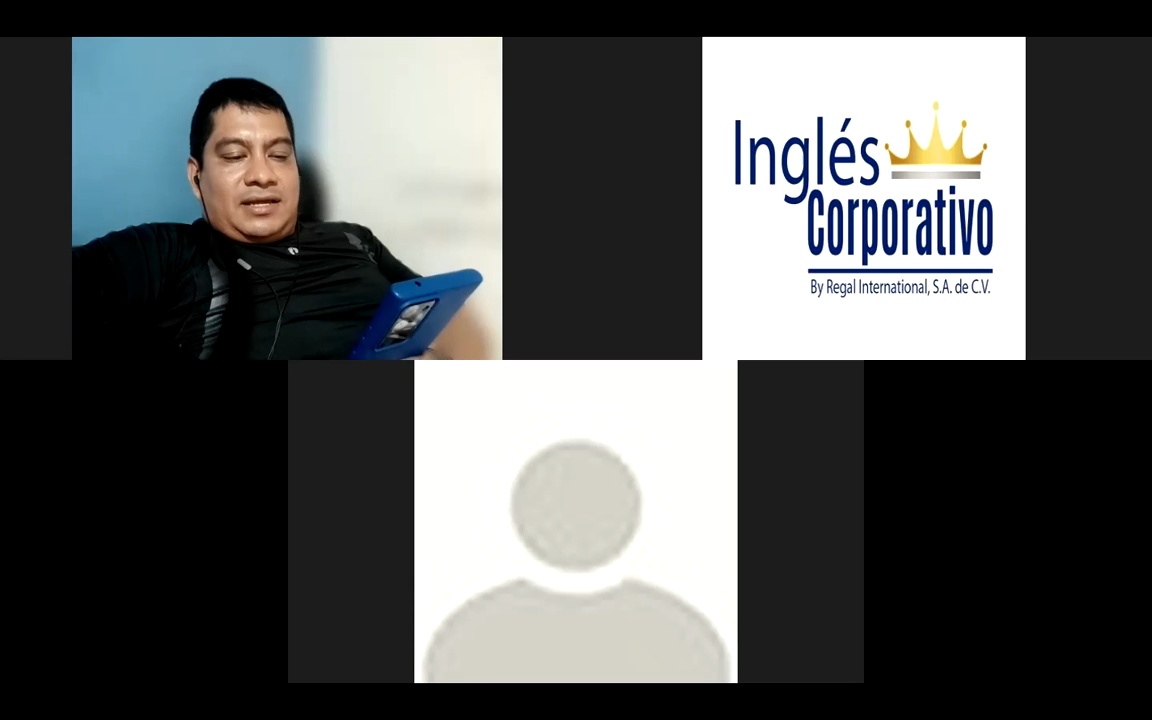 Inglés
Corporativo
By Regal International, S.A. de C.V.